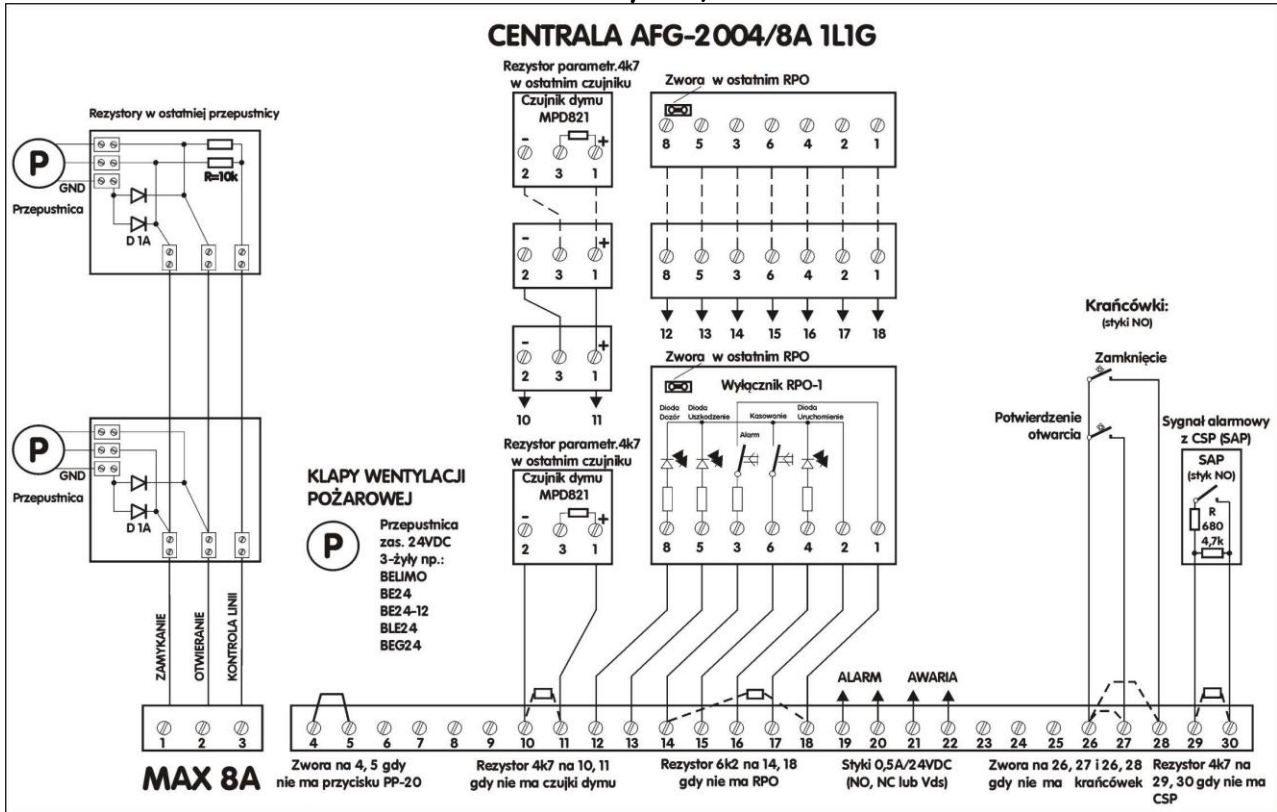 CENTRALA AFG-2004/8A 1L1G
Rezystory w ostatniej przepustnicy
P
GND
Przepustnica
R=10k
D 1A
P
GND
Przepustnica
D 1A
ZAMYKANIE
OTWIERANIE
KONTROLA LINII
1 2 3
MAX 8A
KLAPY WENTYLACJI
POŻAROWEJ
P
Przepustnica
zas. 24VDC
3-żyły np.:
BELIMO
BE24
BE24-12
BLE24
BEG24
Rezystor parametr.4k7
w ostatnim czujniku
Czujnik dymu
MPD821
- +
2 3 1
- +
2 3 1
- +
2 3 1
10 11
Rezystor parametr.4k7
w ostatnim czujniku
Czujnik dymu
MPD821
- +
2 3 1
Zwora w ostatnim RPO
8 5 3 6 4 2 1
8 5 3 6 4 2 1
12 13 14 15 16 17 18
Zwora w ostatnim RPO
Wyłącznik RPO-1
Dioda Dozór
Dioda Uszkodzenie
Alarm
Kasowanie
Dioda Uruchomienie
8 5 3 6 4 2 1
ALARM AWARIA
Krańcówki:
(styki NO)
Zamknięcie
Potwierdzenie
otwarcia
Sygnał alarmowy
z CSP (SAP)
SAP
(styk NO)
R
680
4,7k
4 5 6 7 8 9 10 11 12 13 14 15 16 17 18 19 20 21 22 23 24 25 26 27 28 29 30
Zwora na 4, 5 gdy
nie ma przycisku PP-20
Rezystor 4k7 na 10, 11
gdy nie ma czujki dymu
Rezystor 6k2 na 14, 18
gdy nie ma RPO
Styki 0,5A/24VDC
(NO, NC lub Vds)
Zwora na 26, 27 i 26, 28
gdy nie ma krańcówek
Rezystor 4k7 na
29, 30 gdy nie ma
CSP